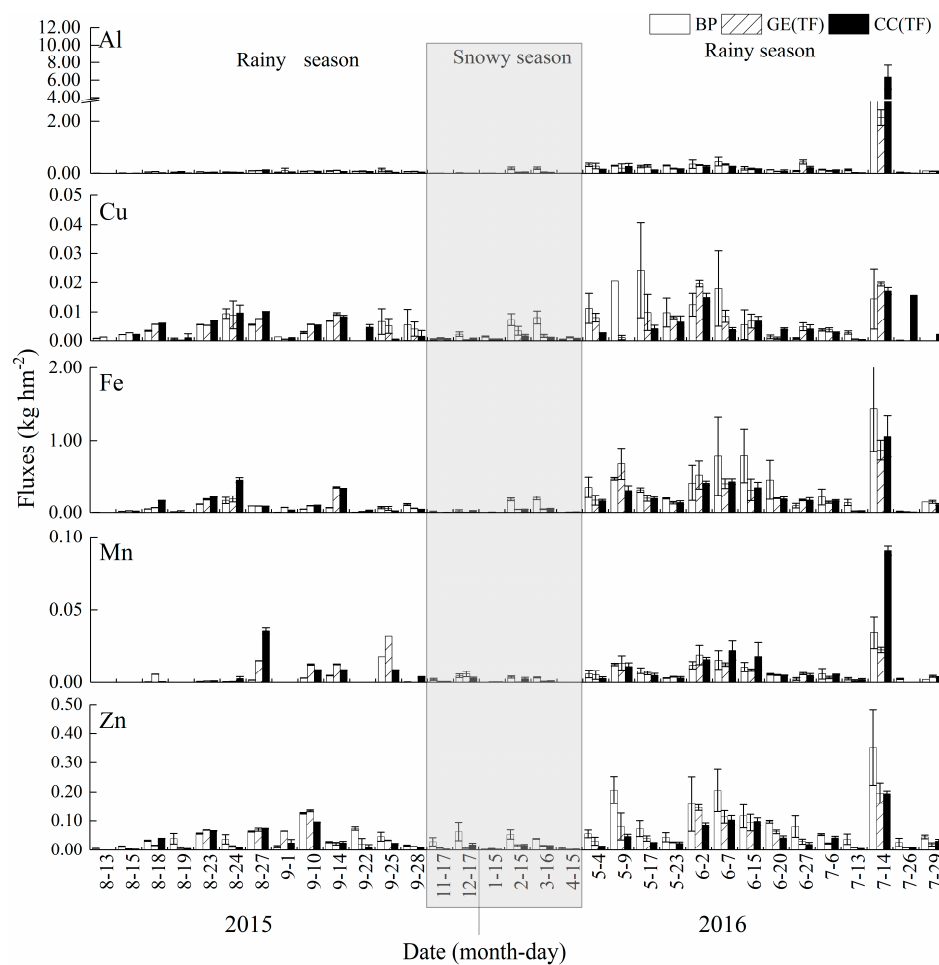 BP GE(TF) CC(TF)
12.00
Al
10.00
Rainy season
Snowy season
Rainy season
8.00
6.00
4.00
2.00
0.00
0.05
Cu
0.04
0.03
0.02
0.01
0.00
Fluxes (kg hm-2)
2.00
Fe
1.00
0.00
0.10
Mn
0.05
0.00
0.50
Zn
0.40
0.30
0.20
0.10
0.00
8-13 8-15 8-18 8-19 8-23 8-24 8-27 9-1 9-10 9-14 9-22 9-25 9-28 11-17 12-17 1-15 2-15 3-16 4-15 5-4 5-9 5-17 5-23 6-2 6-7 6-15 6-20 6-27 7-6 7-13 7-14 7-26 7-29
2015 2016
Date (month-day)